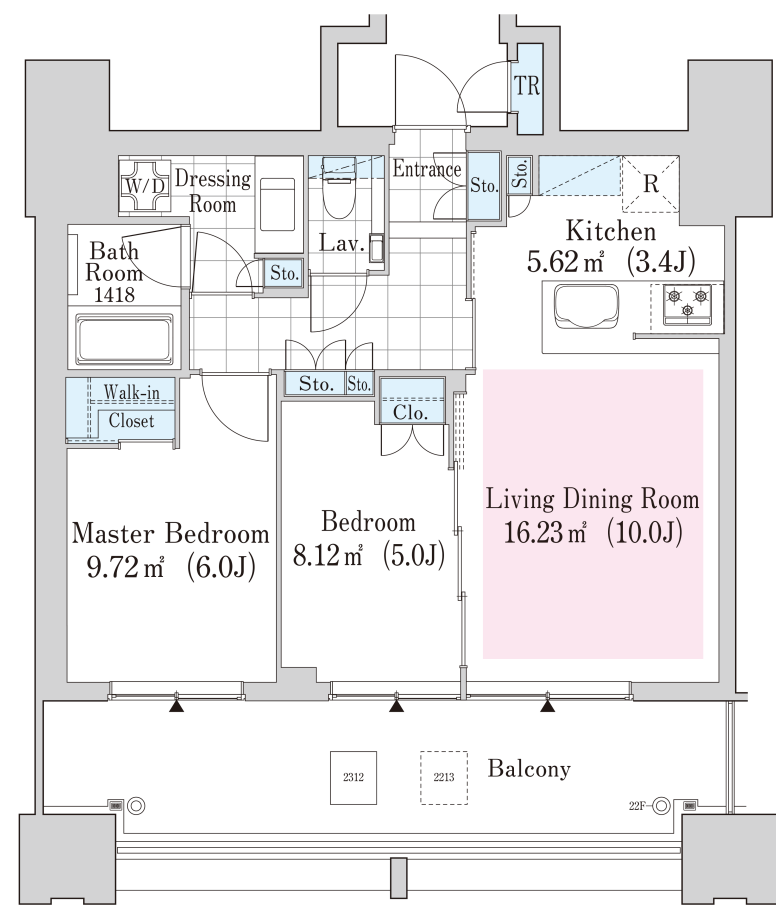 TR
W/D
Dressing
Room
Entrance
Sto.
Sto.
R
Lav.
Kitchen
5.62㎡ (3.4J)
Bath
Room
1418
Sto.
Sto.
Sto.
Walk-in
Closet
Clo.
Living Dining Room
16.23㎡ (10.0J)
Bedroom
8.12㎡ (5.0J)
Master Bedroom
9.72㎡ (6.0J)
2312
2213
Balcony
22F